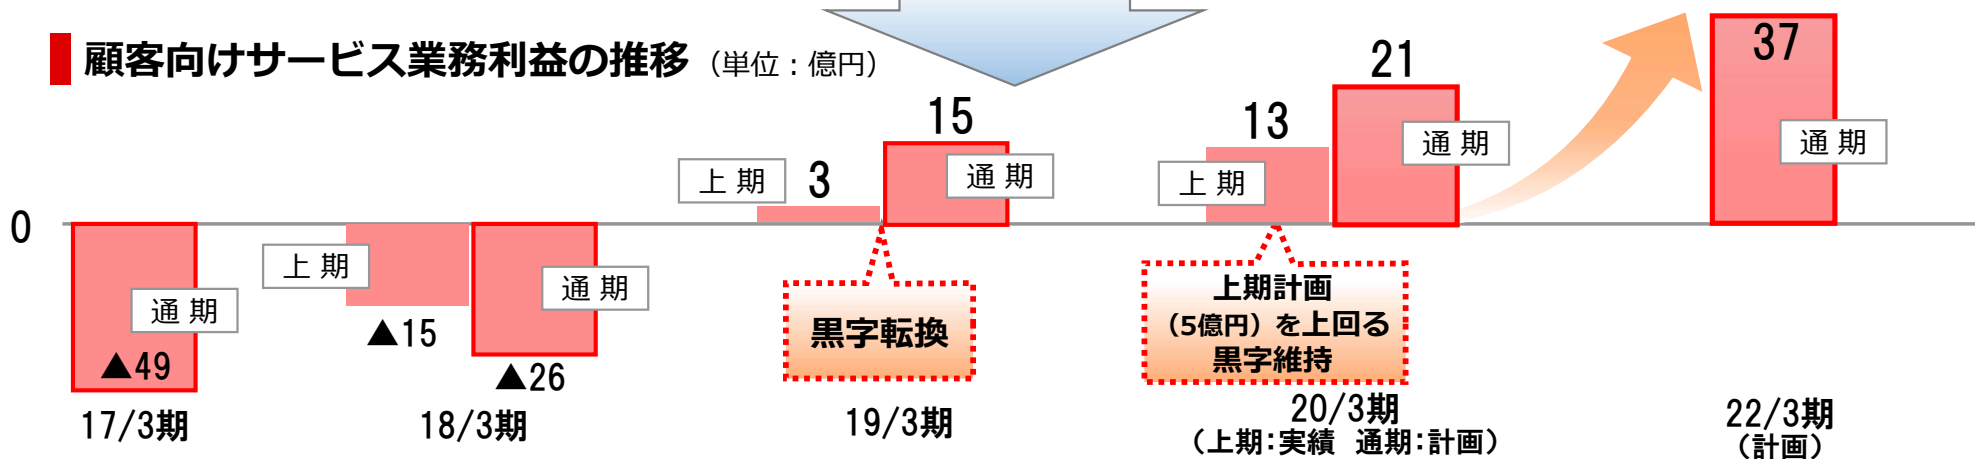 顧客向けサービス業務利益の推移（単位：億円）
0
通 期
▲49
17/3期
上 期
▲15
通 期
▲26
18/3期
上 期
3
15
通 期
黒字転換
19/3期
13
上 期
21
通 期
上期計画
（5億円）を上回る
黒字維持
20/3期
（上期：実績 通期：計画）
37
通 期
22/3期
（計画）